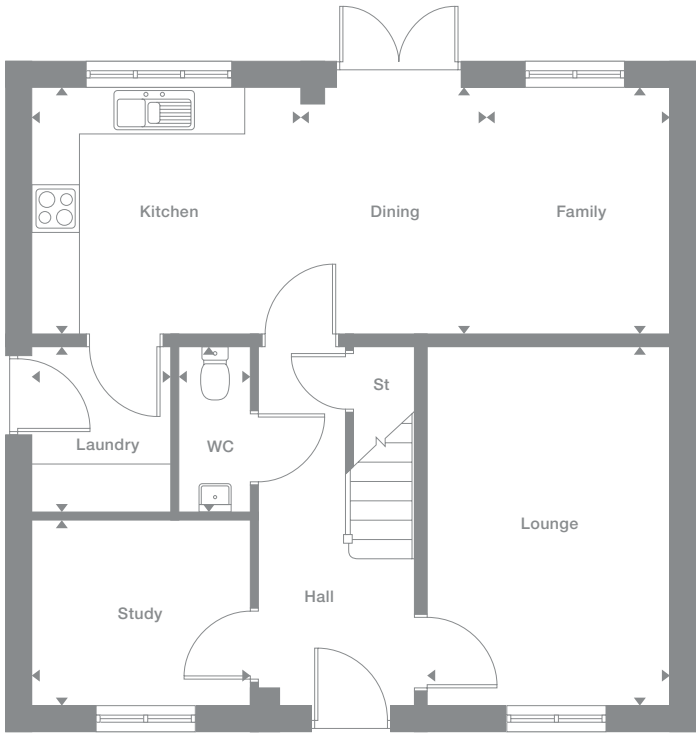 Kitchen
Dining
Family
St
Laundry
WC
Lounge
Hall
Study